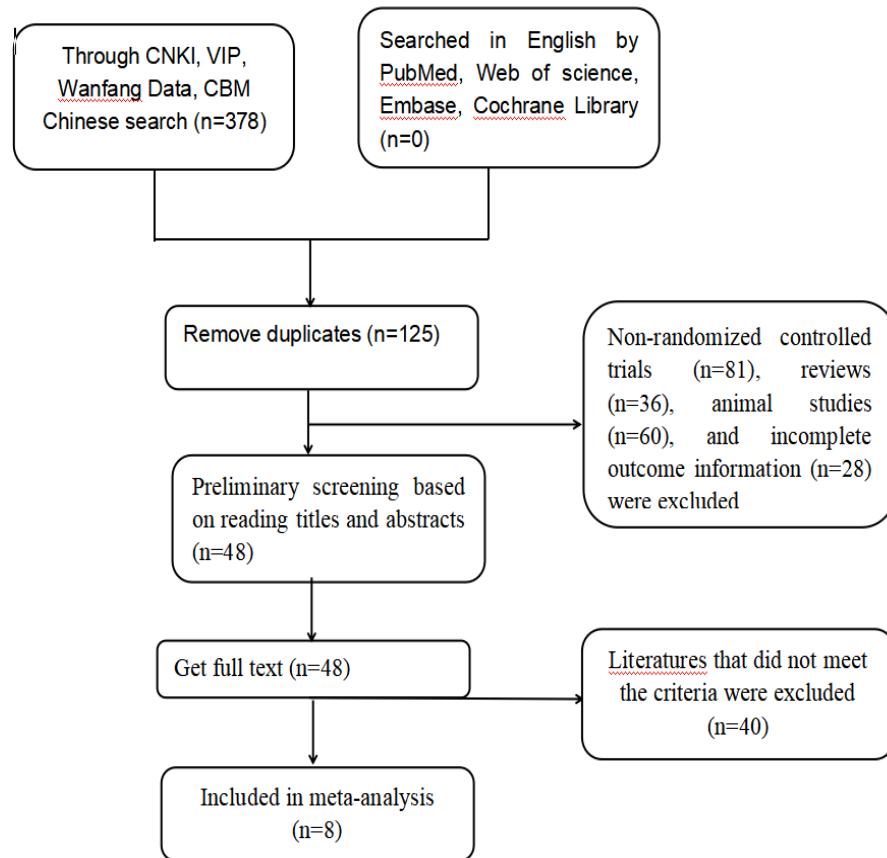 Through CNKI, VIP,
Wanfang Data, CBM
Chinese search (n=378)
Searched in English by
PubMed, Web of science,
Embase, Cochrane Library
(n=0)
Remove duplicates (n=125)
Non-randomized controlled
trials (n=81), reviews
(n=36), animal studies
(n=60), and incomplete
outcome information (n=28)
were excluded
Preliminary screening based
on reading titles and abstracts
(n=48)
Get full text (n=48)
Literatures that did not meet
the criteria were excluded
(n=40)
Included in meta-analysis
(n=8)